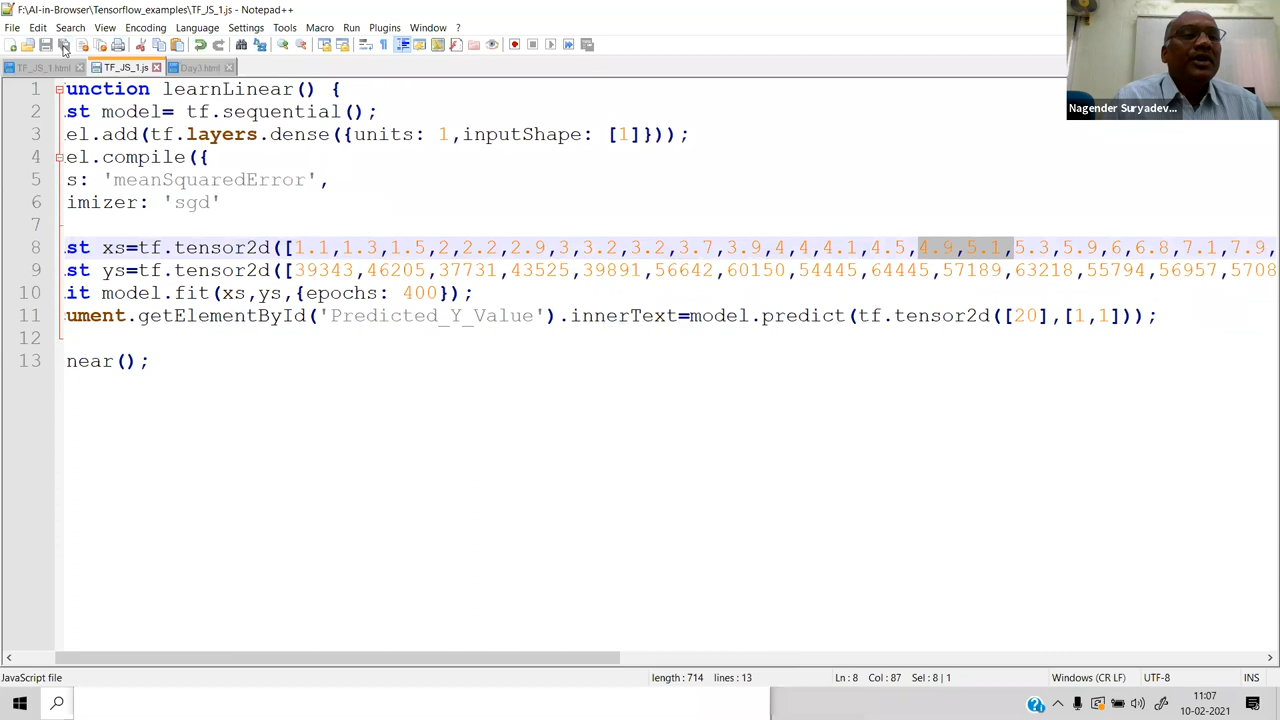 F:\AI-in-Browser\Tensorflow_examples\TF_JS_1.js - Notepad++
File Edit Search View Encoding Language Settings Tools Macro Run Plugins Window ?
TF_JS_1.html TF_JS_1.js Day3.html
1 unction learnLinear() {
2 st model= tf.sequential();
3 el.add(tf.layers.dense({units: 1,inputShape: [1]}));
4 el.compile({
5 s: 'meanSquaredError',
6 imizer: 'sgd'
7
8 st xs=tf.tensor2d([1.1,1.3,1.5,2,2.2,2.9,3,3.2,3.2,3.7,3.9,4,4,4.1,4.5,4.9,5.1,5.3,5.9,6,6.8,7.1,7.9,
9 st ys=tf.tensor2d([39343,46205,37731,43525,39891,56642,60150,54445,64445,57189,63218,55794,56957,5708
10 it model.fit(xs,ys,{epochs: 400});
11 ument.getElementById('Predicted_Y_Value').innerText=model.predict(tf.tensor2d([20],[1,1]));
12
13 near();
Nagender Suryadev...
JavaScript file length : 714 lines : 13 Ln : 8 Col : 87 Sel : 8 | 1 Windows (CR LF) UTF-8 INS
11:07
10-02-2021